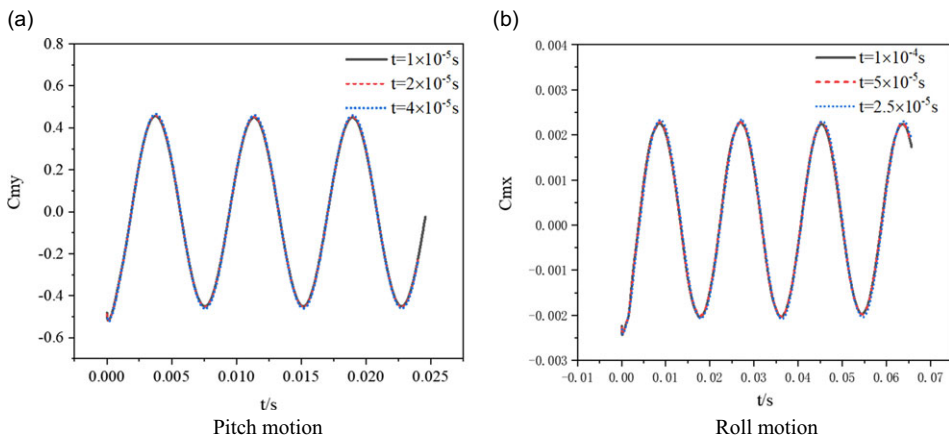 (a)
0.8
0.6
0.4
0.2
0.0
-0.2
-0.4
-0.6
Cmy
t=1×10⁻⁵s
t=2×10⁻⁵s
t=4×10⁻⁵s
0.000 0.005 0.010 0.015 0.020 0.025
t/s
Pitch motion
(b)
0.004
0.003
0.002
0.001
0.000
-0.001
-0.002
-0.003
Cmx
t=1×10⁻⁴s
t=5×10⁻⁵s
t=2.5×10⁻⁵s
-0.01 0.00 0.01 0.02 0.03 0.04 0.05 0.06 0.07
t/s
Roll motion